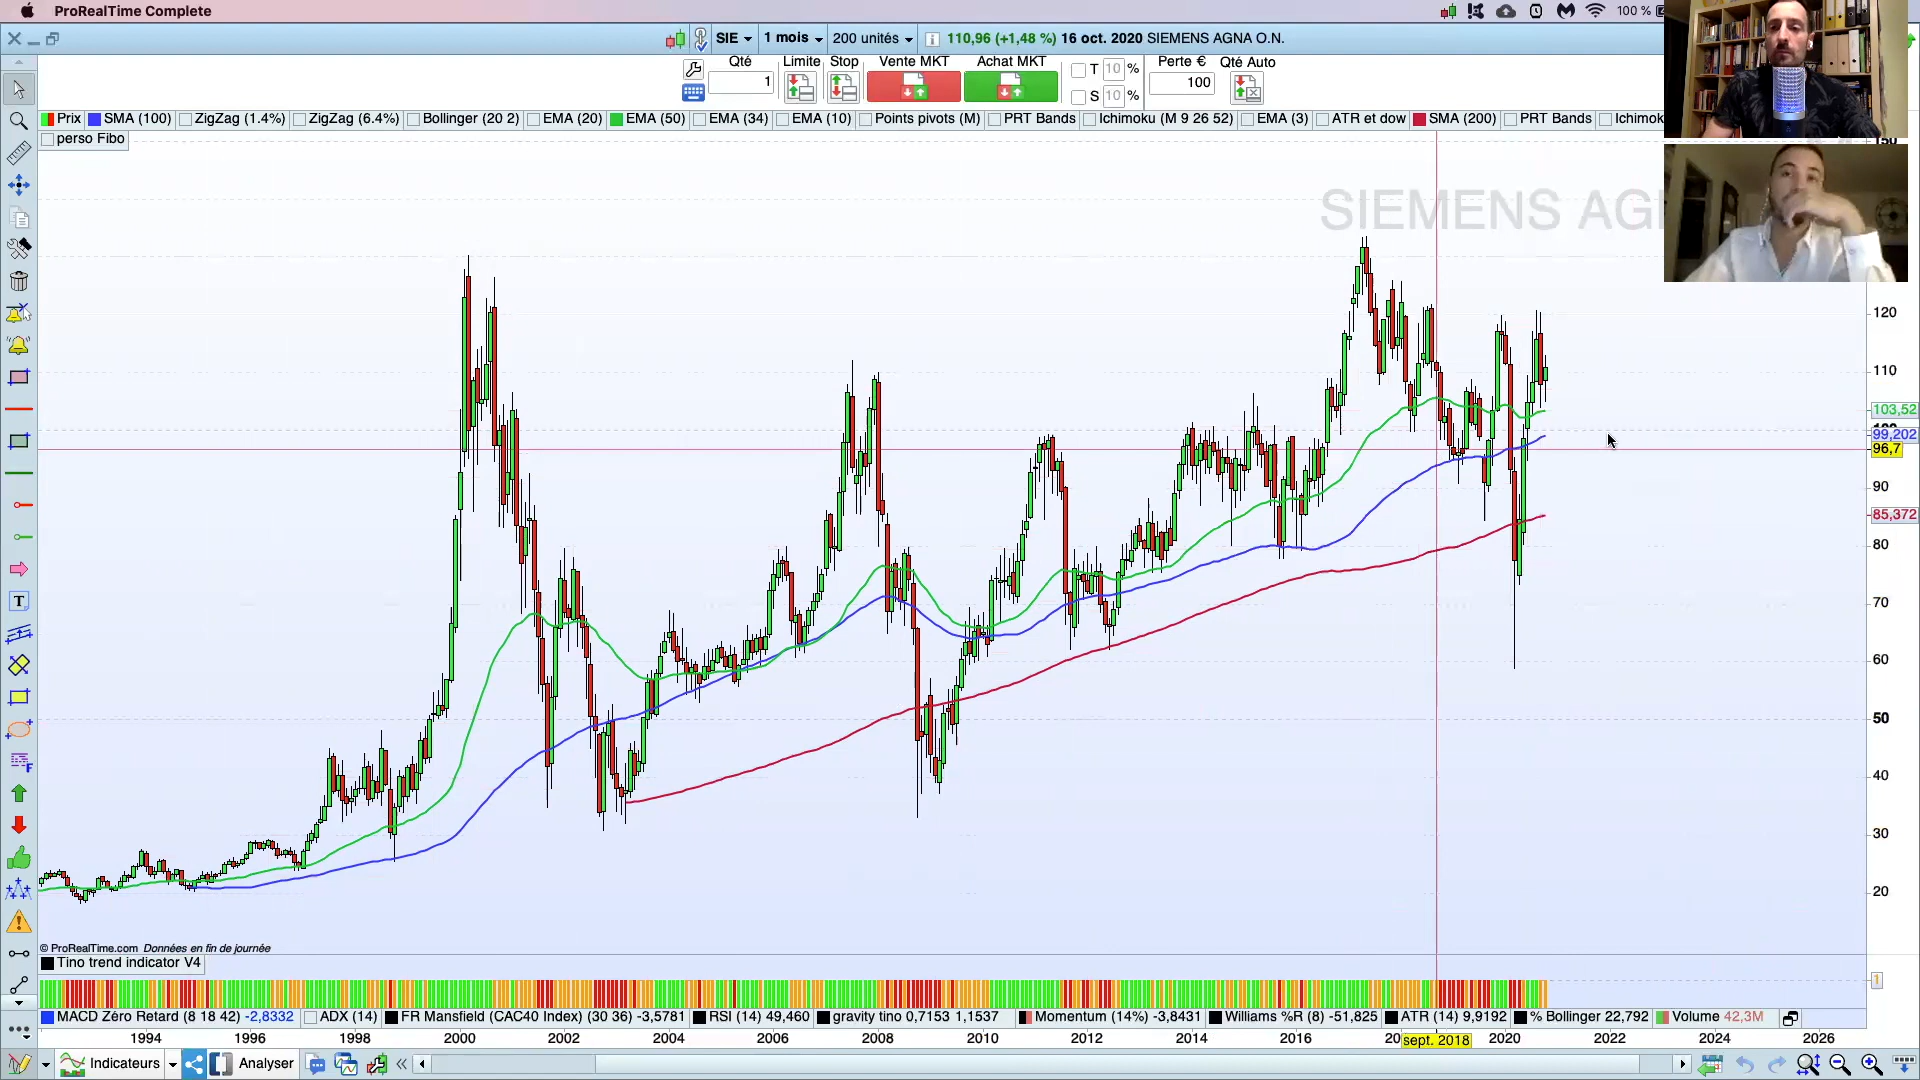 ProRealTime Complete
100 %
SIE
1 mois
200 unités
110,96 (+1,48 %) 16 oct. 2020 SIEMENS AGNA O.N.
Qté
Limite
Stop
Vente MKT
Achat MKT
T 10 %
Perte €
Qté Auto
1
S 10 %
100
Prix
SMA (100)
ZigZag (1.4%)
ZigZag (6.4%)
Bollinger (20 2)
EMA (20)
EMA (50)
EMA (34)
EMA (10)
Points pivots (M)
PRT Bands
Ichimoku (M 9 26 52)
EMA (3)
ATR et dow
SMA (200)
PRT Bands
Ichimok
perso Fibo
SIEMENS AG
120
110
103,52
99,202
96,7
90
85,372
80
70
60
50
40
30
20
© ProRealTime.com Données en fin de journée
Tino trend indicator V4
1
MACD Zéro Retard (8 18 42) -2,8332
ADX (14)
FR Mansfield (CAC40 Index) (30 36) -3,5781
RSI (14) 49,460
gravity tino 0,7153 1,1537
Momentum (14%) -3,8431
Williams %R (8) -51,825
ATR (14) 9,9192
% Bollinger 22,792
Volume 42,3M
1994
1996
1998
2000
2002
2004
2006
2008
2010
2012
2014
2016
20
sept. 2018
2020
2022
2024
2026
Indicateurs
Analyser